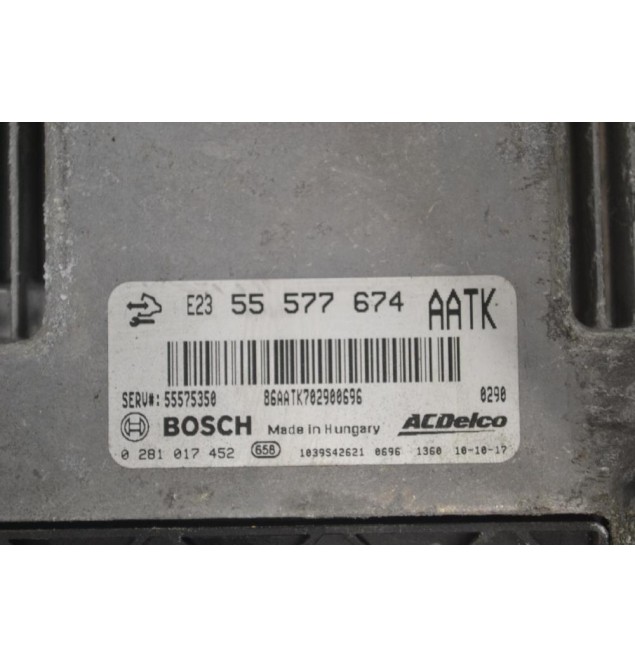 E23 55 577 674 AATK
SERV#: 55575350 86AATK702900696 0290
BOSCH Made in Hungary ACDelco
0 281 017 452 658 1039S42621 0696 1360 10-10-17